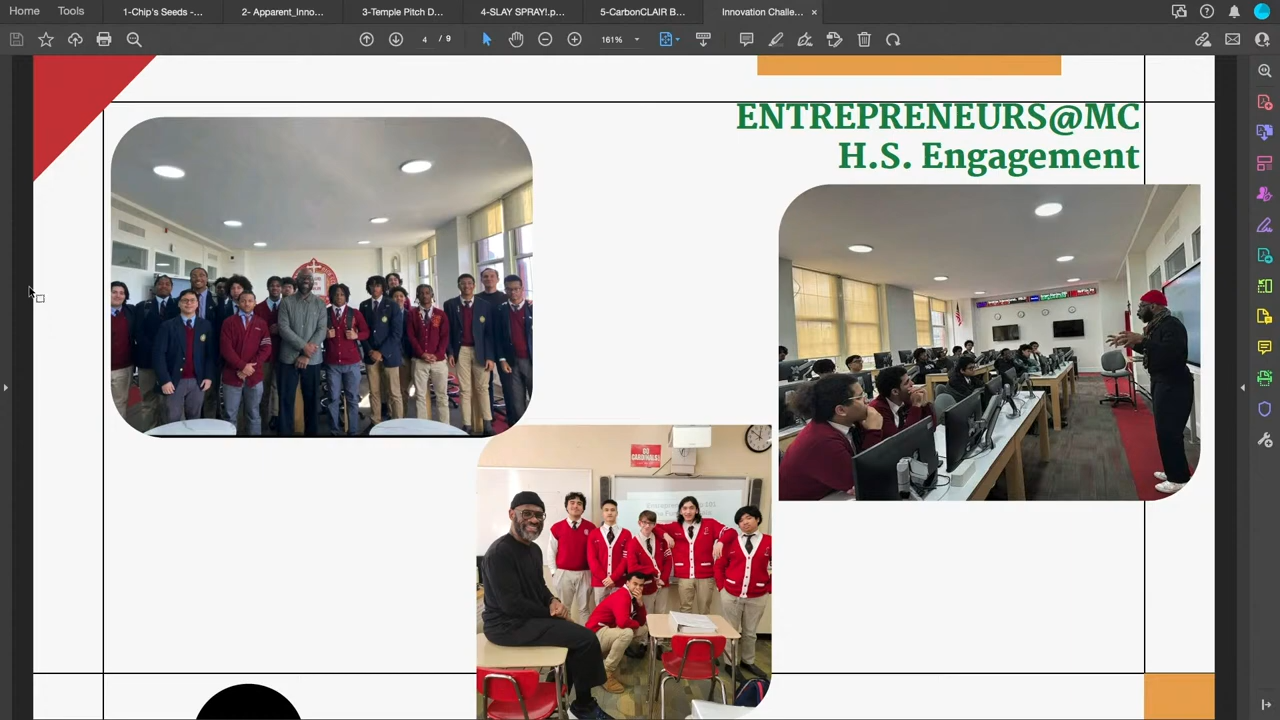 Home
Tools
1-Chip's Seeds -...
2- Apparent_Inno...
3-Temple Pitch D...
4-SLAY SPRAY!.p...
5-CarbonCLAIR B...
Innovation Challe...
×
4 / 9
161%
ENTREPRENEURS@MC
H.S. Engagement
GO
CARDINALS!